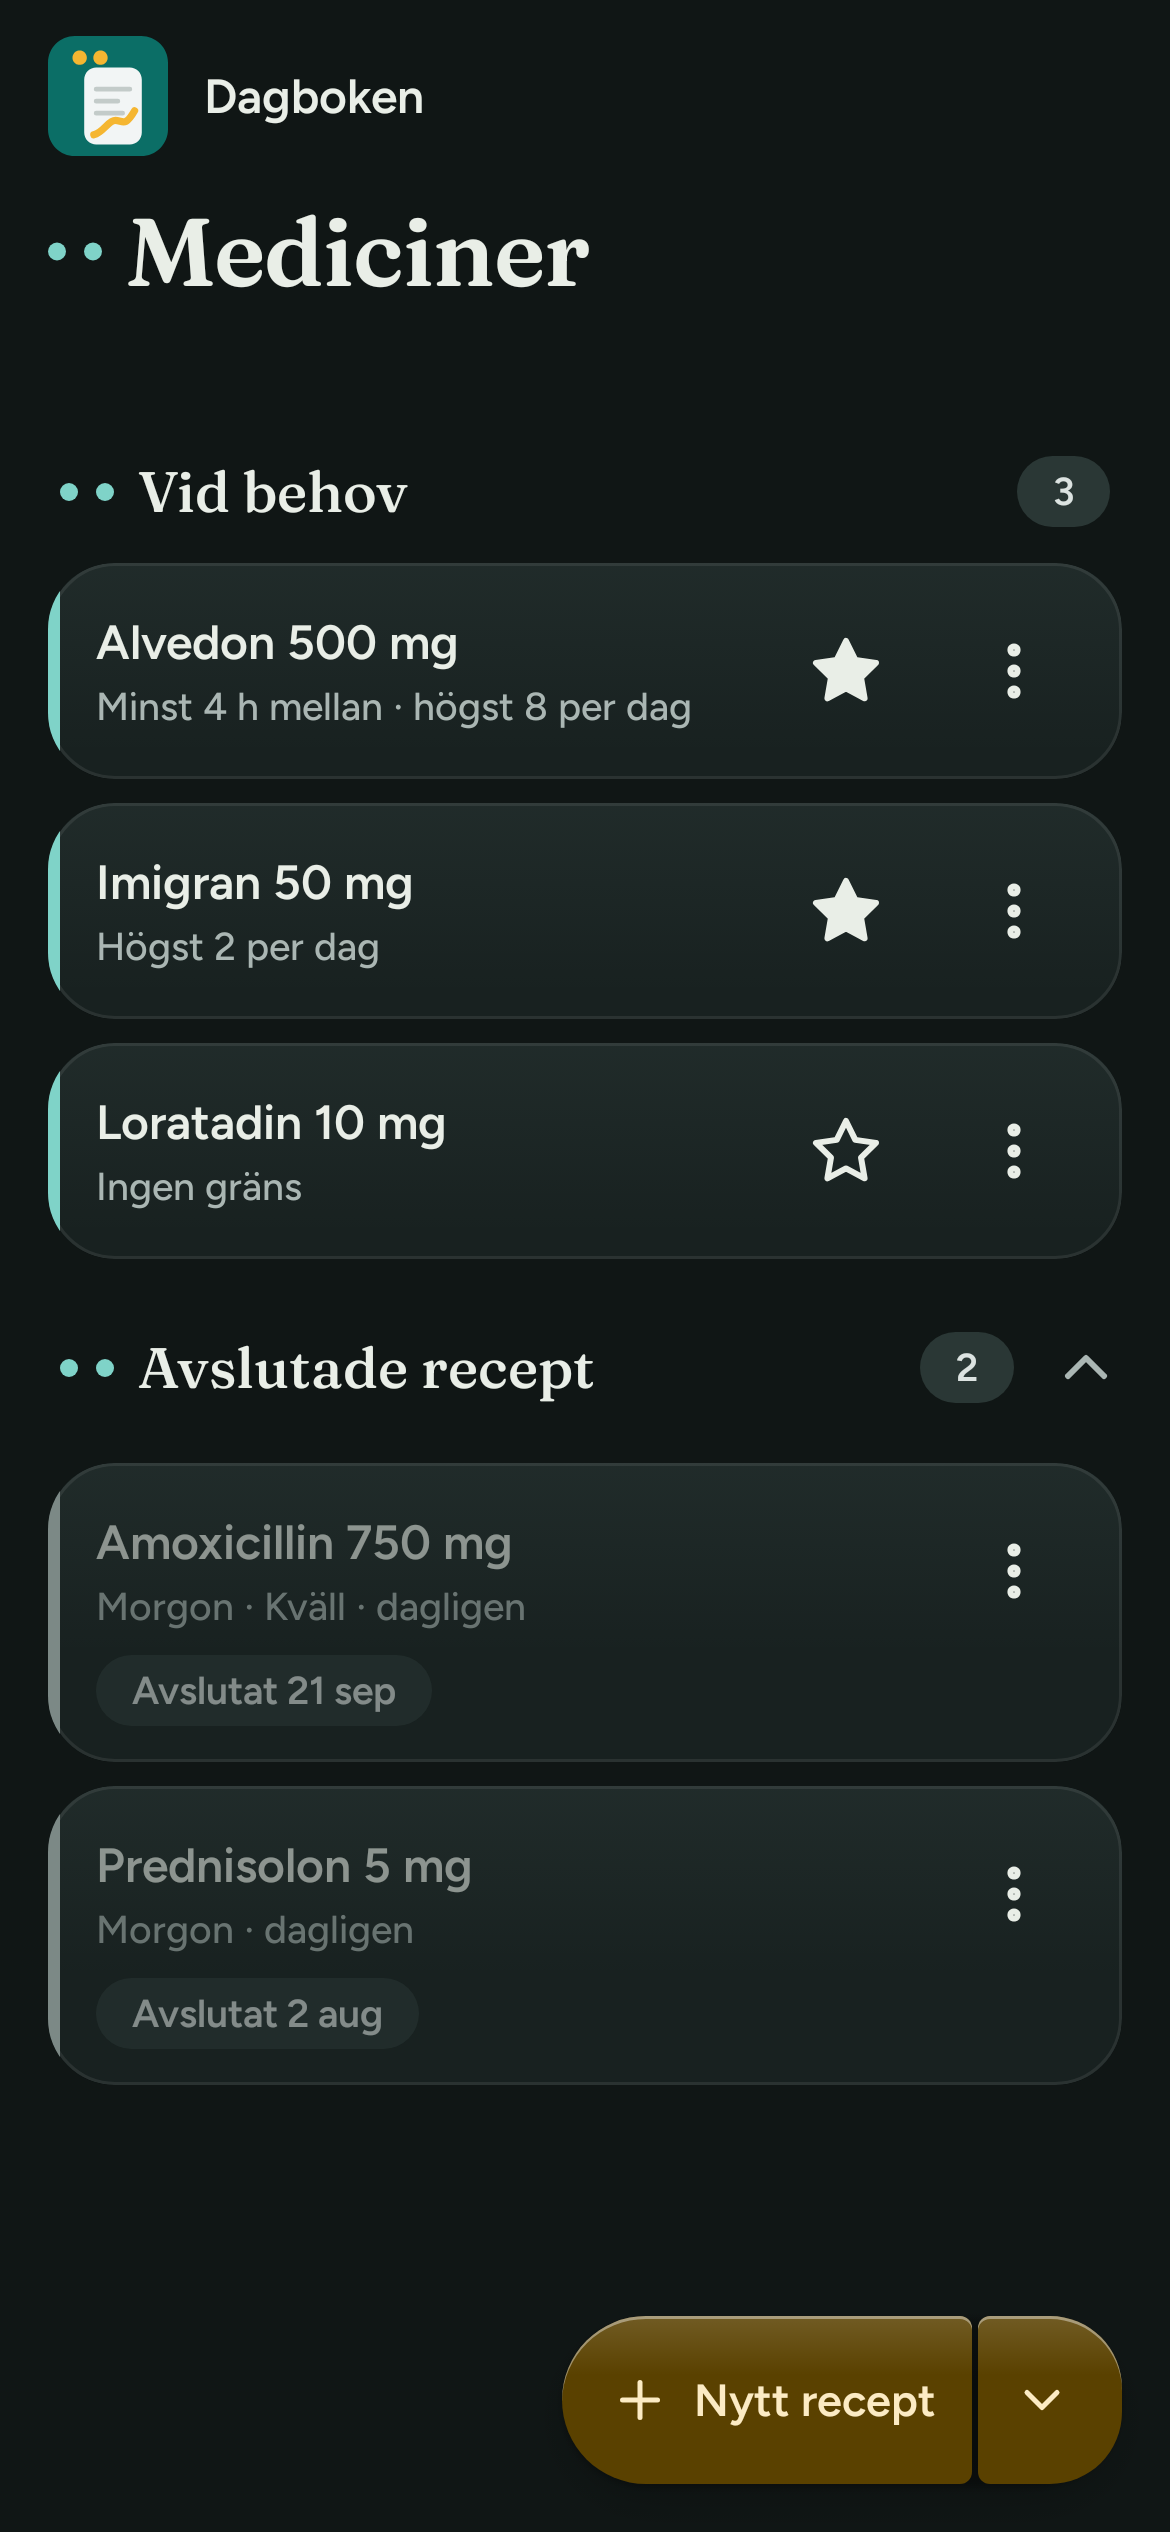 Dagboken
Mediciner
Vid behov
3
Alvedon 500 mg
Minst 4 h mellan · högst 8 per dag
Imigran 50 mg
Högst 2 per dag
Loratadin 10 mg
Ingen gräns
Avslutade recept
2
Amoxicillin 750 mg
Morgon · Kväll · dagligen
Avslutat 21 sep
Prednisolon 5 mg
Morgon · dagligen
Avslutat 2 aug
Nytt recept